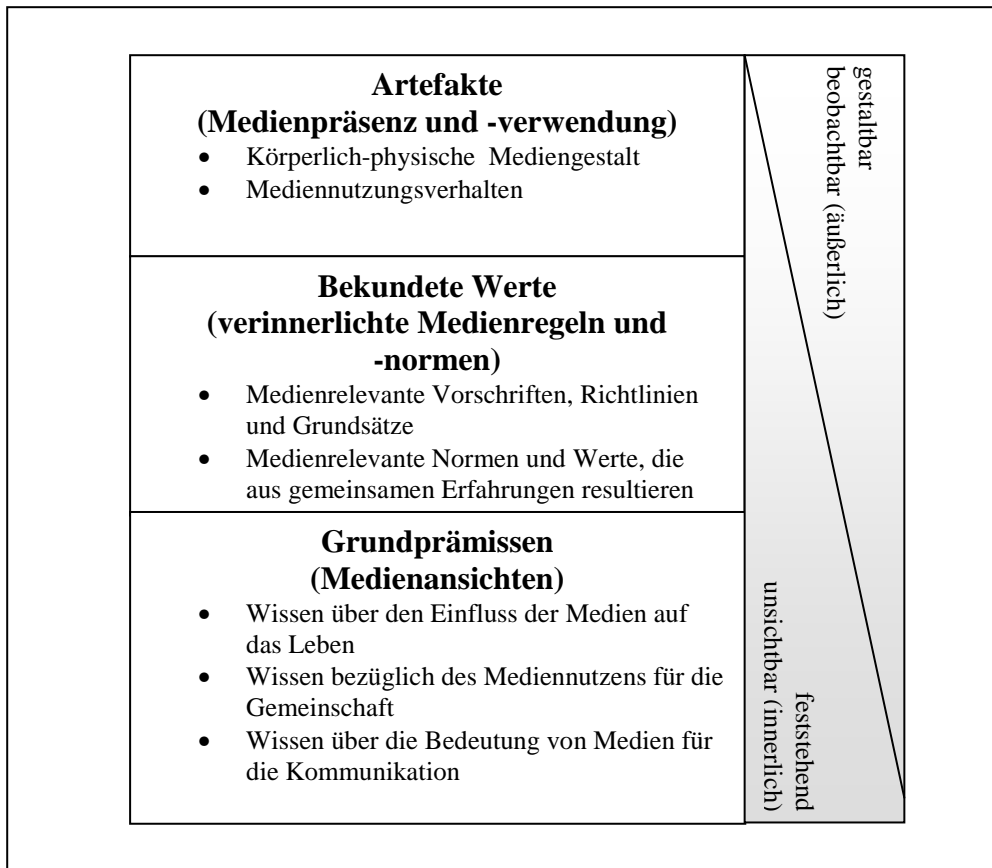 Artefakte
(Medienpräsenz und -verwendung)
• Körperlich-physische Mediengestalt
• Mediennutzungsverhalten
Bekundete Werte
(verinnerlichte Medienregeln und
-normen)
• Medienrelevante Vorschriften, Richtlinien
und Grundsätze
• Medienrelevante Normen und Werte, die
aus gemeinsamen Erfahrungen resultieren
Grundprämissen
(Medienansichten)
• Wissen über den Einfluss der Medien auf
das Leben
• Wissen bezüglich des Mediennutzens für die
Gemeinschaft
• Wissen über die Bedeutung von Medien für
die Kommunikation
gestaltbar
beobachtbar (äußerlich)
feststehend
unsichtbar (innerlich)